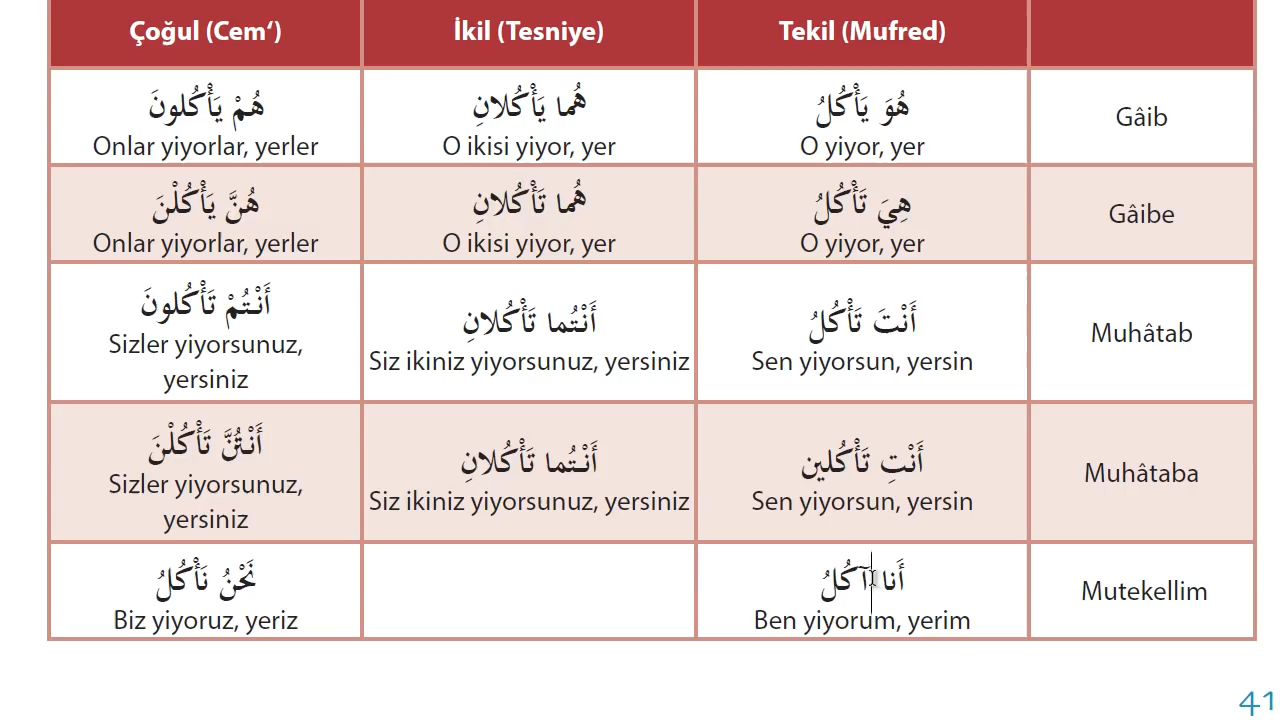 Çoğul (Cem‘)
İkil (Tesniye)
Tekil (Mufred)
هُمْ يَأْكُلونَ
Onlar yiyorlar, yerler
هُما يَأْكُلانِ
O ikisi yiyor, yer
هُوَ يَأْكُلُ
O yiyor, yer
Gâib
هُنَّ يَأْكُلْنَ
Onlar yiyorlar, yerler
هُما تَأْكُلانِ
O ikisi yiyor, yer
هِيَ تَأْكُلُ
O yiyor, yer
Gâibe
أَنْتُمْ تَأْكُلونَ
Sizler yiyorsunuz,
yersiniz
أَنْتُما تَأْكُلانِ
Siz ikiniz yiyorsunuz, yersiniz
أَنْتَ تَأْكُلُ
Sen yiyorsun, yersin
Muhâtab
أَنْتُنَّ تَأْكُلْنَ
Sizler yiyorsunuz,
yersiniz
أَنْتُما تَأْكُلانِ
Siz ikiniz yiyorsunuz, yersiniz
أَنْتِ تَأْكُلين
Sen yiyorsun, yersin
Muhâtaba
نَحْنُ نَأْكُلُ
Biz yiyoruz, yeriz
أَنا آكُلُ
Ben yiyorum, yerim
Mutekellim
41